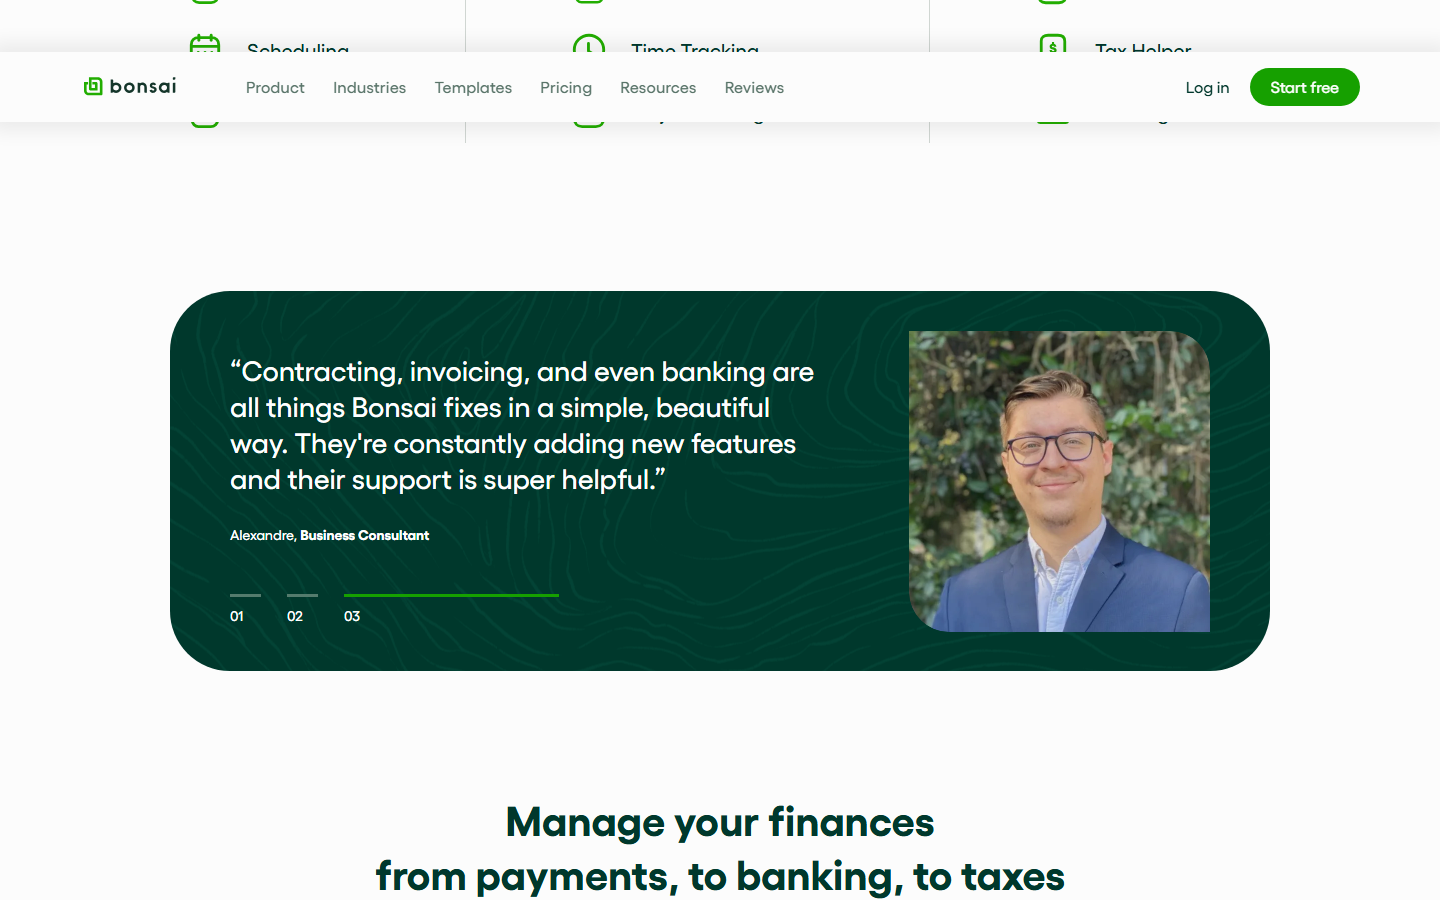 Scheduling
Time Tracking
Tax Helper
bonsai
Product
Industries
Templates
Pricing
Resources
Reviews
Log in
Start free
“Contracting, invoicing, and even banking are
all things Bonsai fixes in a simple, beautiful
way. They're constantly adding new features
and their support is super helpful.”
Alexandre, Business Consultant
01
02
03
Manage your finances
from payments, to banking, to taxes